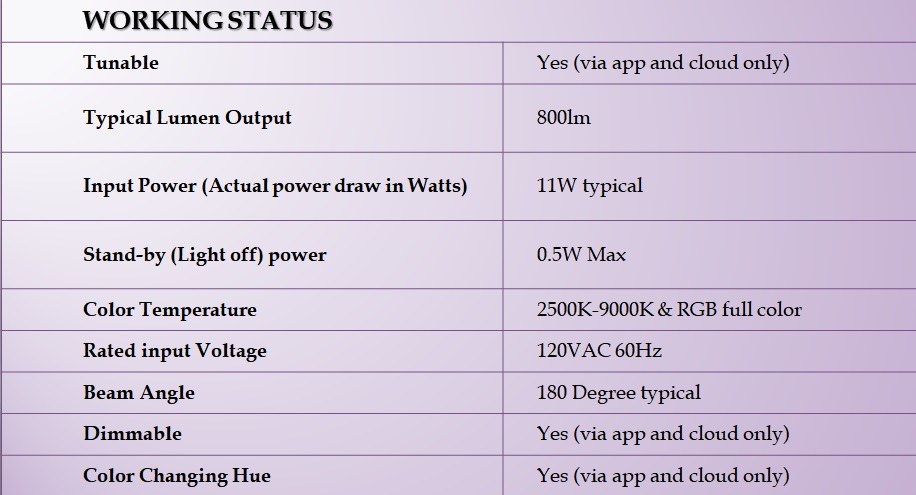 WORKING STATUS
Tunable Yes (via app and cloud only)
Typical Lumen Output 800lm
Input Power (Actual power draw in Watts) 11W typical
Stand-by (Light off) power 0.5W Max
Color Temperature 2500K-9000K & RGB full color
Rated input Voltage 120VAC 60Hz
Beam Angle 180 Degree typical
Dimmable Yes (via app and cloud only)
Color Changing Hue Yes (via app and cloud only)